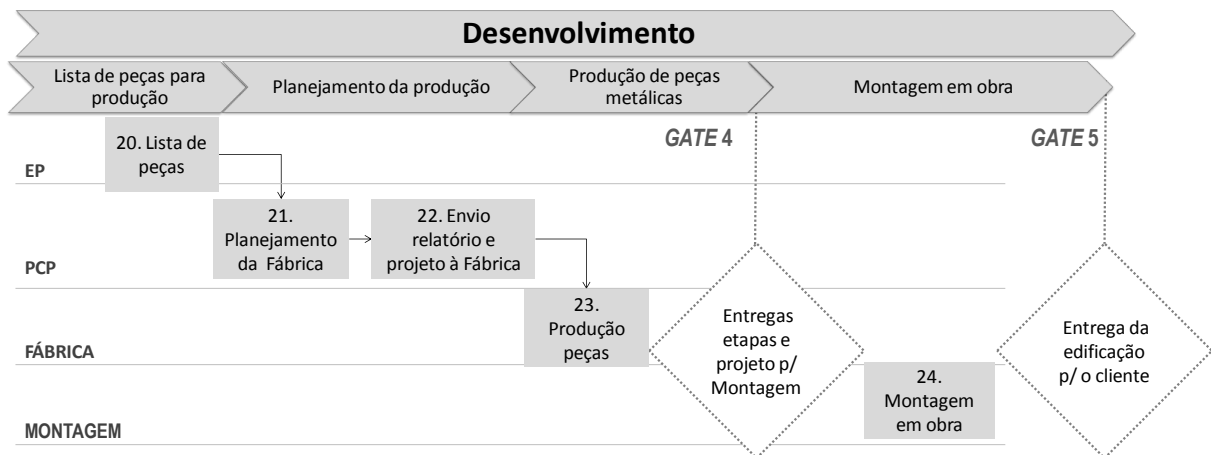 Desenvolvimento
Lista de peças para
produção
Planejamento da produção
Produção de peças
metálicas
Montagem em obra
GATE 4
GATE 5
20. Lista de
peças
EP
21.
Planejamento
da Fábrica
22. Envio
relatório e
projeto à Fábrica
PCP
23.
Produção
peças
FÁBRICA
Entregas
etapas e
projeto p/
Montagem
Entrega da
edificação
p/ o cliente
24.
Montagem
em obra
MONTAGEM